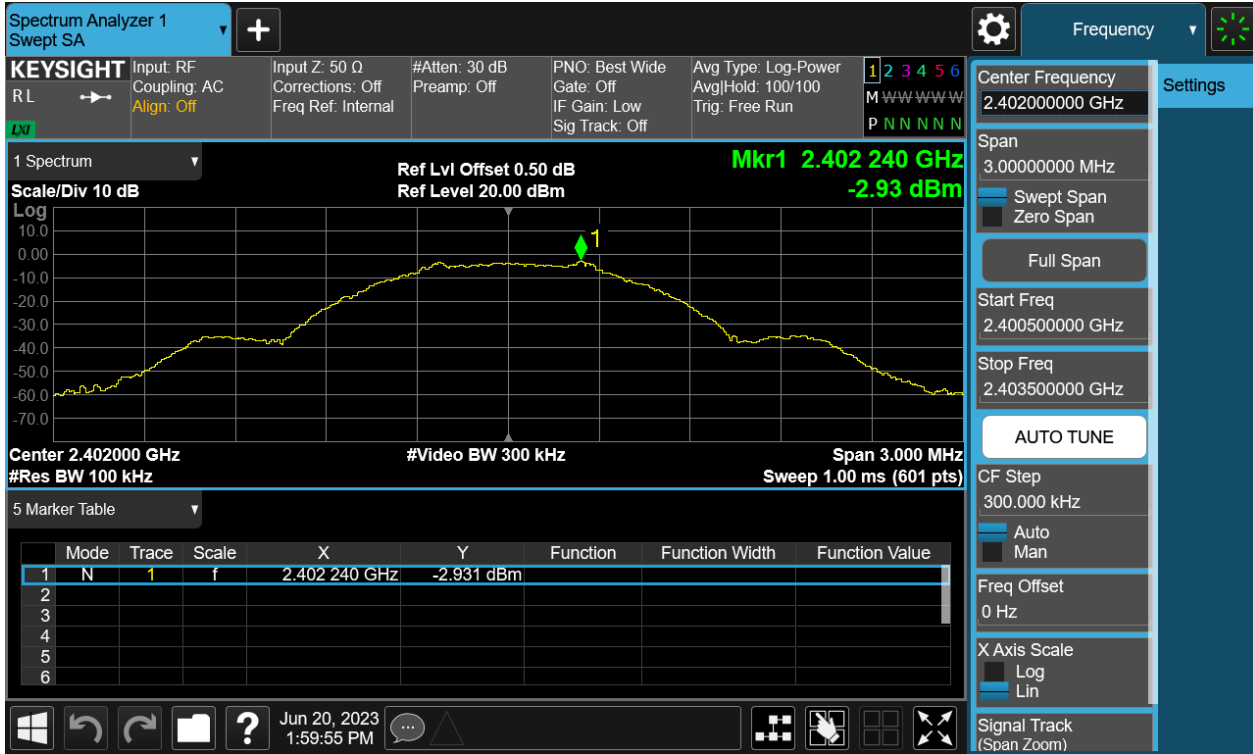 Spectrum Analyzer 1
Swept SA
+
Frequency
KEYSIGHT
R L
LXI
Input: RF
Coupling: AC
Align: Off
Input Z: 50 Ω
Corrections: Off
Freq Ref: Internal
#Atten: 30 dB
Preamp: Off
PNO: Best Wide
Gate: Off
IF Gain: Low
Sig Track: Off
Avg Type: Log-Power
Avg|Hold: 100/100
Trig: Free Run
1 2 3 4 5 6
M W W W W W
P N N N N N
1 Spectrum
Scale/Div 10 dB
Ref Lvl Offset 0.50 dB
Ref Level 20.00 dBm
Mkr1 2.402 240 GHz
-2.93 dBm
Log
10.0
0.00
-10.0
-20.0
-30.0
-40.0
-50.0
-60.0
-70.0
1
Center 2.402000 GHz
#Video BW 300 kHz
Span 3.000 MHz
#Res BW 100 kHz
Sweep 1.00 ms (601 pts)
5 Marker Table
Mode Trace Scale X Y Function Function Width Function Value
1 N 1 f 2.402 240 GHz -2.931 dBm
2
3
4
5
6
?
Jun 20, 2023
1:59:55 PM
Center Frequency
2.402000000 GHz
Settings
Span
3.00000000 MHz
Swept Span
Zero Span
Full Span
Start Freq
2.400500000 GHz
Stop Freq
2.403500000 GHz
AUTO TUNE
CF Step
300.000 kHz
Auto
Man
Freq Offset
0 Hz
X Axis Scale
Log
Lin
Signal Track
(Span Zoom)